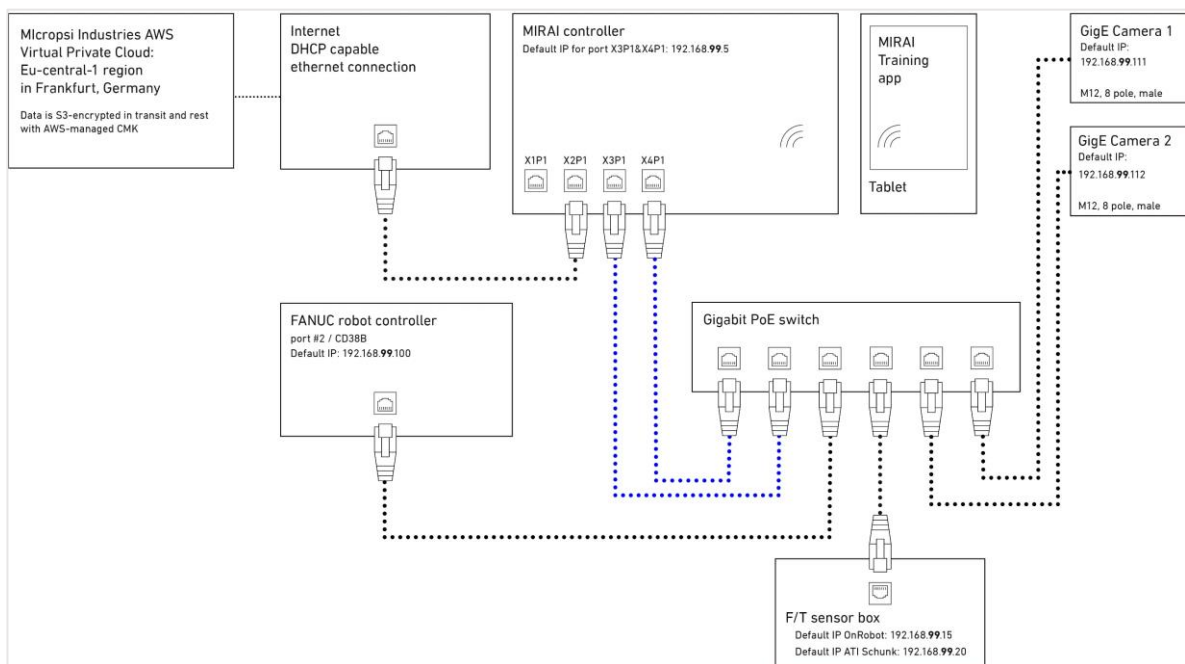 MIcropsi Industries AWS
Virtual Private Cloud:
Eu-central-1 region
in Frankfurt, Germany
Data is S3-encrypted in transit and rest
with AWS-managed CMK
Internet
DHCP capable
ethernet connection
MIRAI controller
Default IP for port X3P1&X4P1: 192.168.99.5
X1P1
X2P1
X3P1
X4P1
MIRAI
Training
app
Tablet
GigE Camera 1
Default IP:
192.168.99.111
M12, 8 pole, male
GigE Camera 2
Default IP:
192.168.99.112
M12, 8 pole, male
FANUC robot controller
port #2 / CD38B
Default IP: 192.168.99.100
Gigabit PoE switch
F/T sensor box
Default IP OnRobot: 192.168.99.15
Default IP ATI Schunk: 192.168.99.20